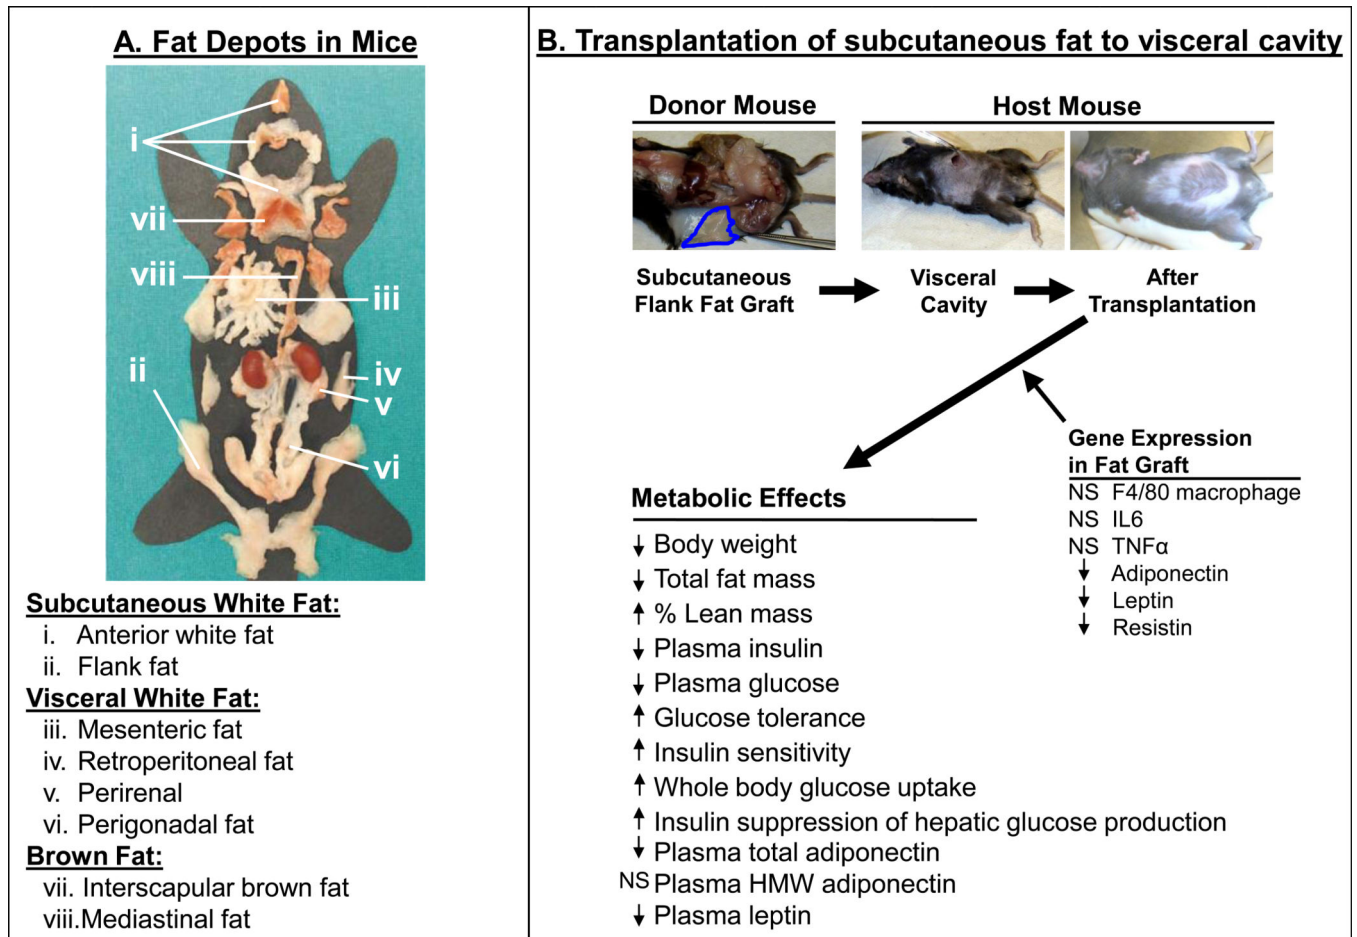 A. Fat Depots in Mice
i
vii
viii
iii
ii
iv
v
vi
Subcutaneous White Fat:
i. Anterior white fat
ii. Flank fat
Visceral White Fat:
iii. Mesenteric fat
iv. Retroperitoneal fat
v. Perirenal
vi. Perigonadal fat
Brown Fat:
vii. Interscapular brown fat
viii.Mediastinal fat
B. Transplantation of subcutaneous fat to visceral cavity
Donor Mouse
Host Mouse
Subcutaneous
Flank Fat Graft
Visceral
Cavity
After
Transplantation
Gene Expression
in Fat Graft
NS F4/80 macrophage
NS IL6
NS TNFα
↓ Adiponectin
↓ Leptin
↓ Resistin
Metabolic Effects
↓ Body weight
↓ Total fat mass
↑ % Lean mass
↓ Plasma insulin
↓ Plasma glucose
↑ Glucose tolerance
↑ Insulin sensitivity
↑ Whole body glucose uptake
↑ Insulin suppression of hepatic glucose production
↓ Plasma total adiponectin
NS Plasma HMW adiponectin
↓ Plasma leptin